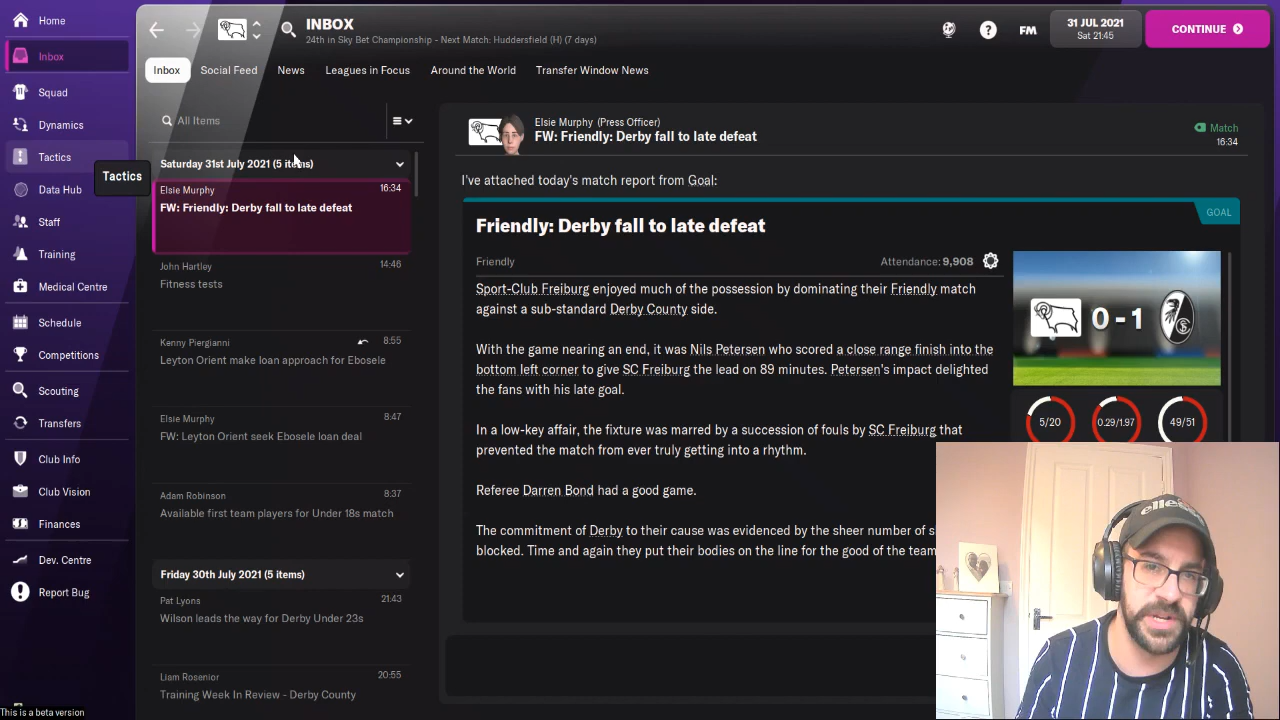 Home
Inbox
Squad
Dynamics
Tactics
Data Hub
Staff
Training
Medical Centre
Schedule
Competitions
Scouting
Transfers
Club Info
Club Vision
Finances
Dev. Centre
Report Bug
This is a beta version
Tactics
INBOX
24th in Sky Bet Championship - Next Match: Huddersfield (H) (7 days)
FM
31 JUL 2021
Sat 21:45
CONTINUE
Inbox
Social Feed
News
Leagues in Focus
Around the World
Transfer Window News
All Items
Saturday 31st July 2021 (5 items)
Elsie Murphy
16:34
FW: Friendly: Derby fall to late defeat
John Hartley
14:46
Fitness tests
Kenny Piergianni
8:55
Leyton Orient make loan approach for Ebosele
Elsie Murphy
8:47
FW: Leyton Orient seek Ebosele loan deal
Adam Robinson
8:37
Available first team players for Under 18s match
Friday 30th July 2021 (5 items)
Pat Lyons
21:43
Wilson leads the way for Derby Under 23s
Liam Rosenior
20:55
Training Week In Review - Derby County
Elsie Murphy (Press Officer)
FW: Friendly: Derby fall to late defeat
Match
16:34
I've attached today's match report from Goal:
GOAL
Friendly: Derby fall to late defeat
Friendly
Attendance: 9,908
Sport-Club Freiburg enjoyed much of the possession by dominating their Friendly match
against a sub-standard Derby County side.
With the game nearing an end, it was Nils Petersen who scored a close range finish into the
bottom left corner to give SC Freiburg the lead on 89 minutes. Petersen's impact delighted
the fans with his late goal.
In a low-key affair, the fixture was marred by a succession of fouls by SC Freiburg that
prevented the match from ever truly getting into a rhythm.
Referee Darren Bond had a good game.
The commitment of Derby to their cause was evidenced by the sheer number of s
blocked. Time and again they put their bodies on the line for the good of the team
0 - 1
5/20
0.29/1.97
49/51